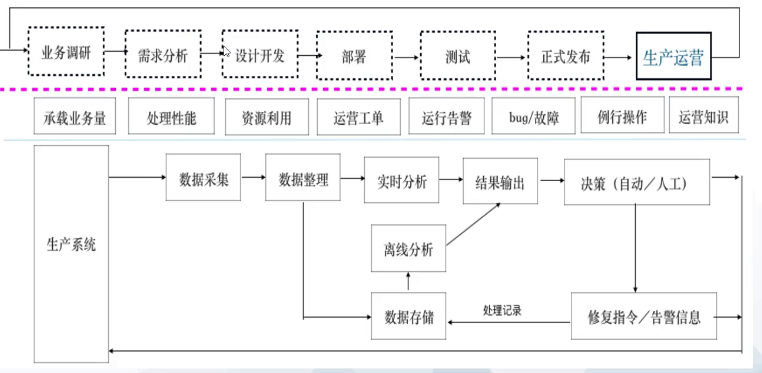 业务调研
需求分析
设计开发
部署
测试
正式发布
生产运营
承载业务量
处理性能
资源利用
运营工单
运行告警
bug/故障
例行操作
运营知识
生产系统
数据采集
数据整理
实时分析
结果输出
决策（自动／人工）
离线分析
数据存储
处理记录
修复指令／告警信息